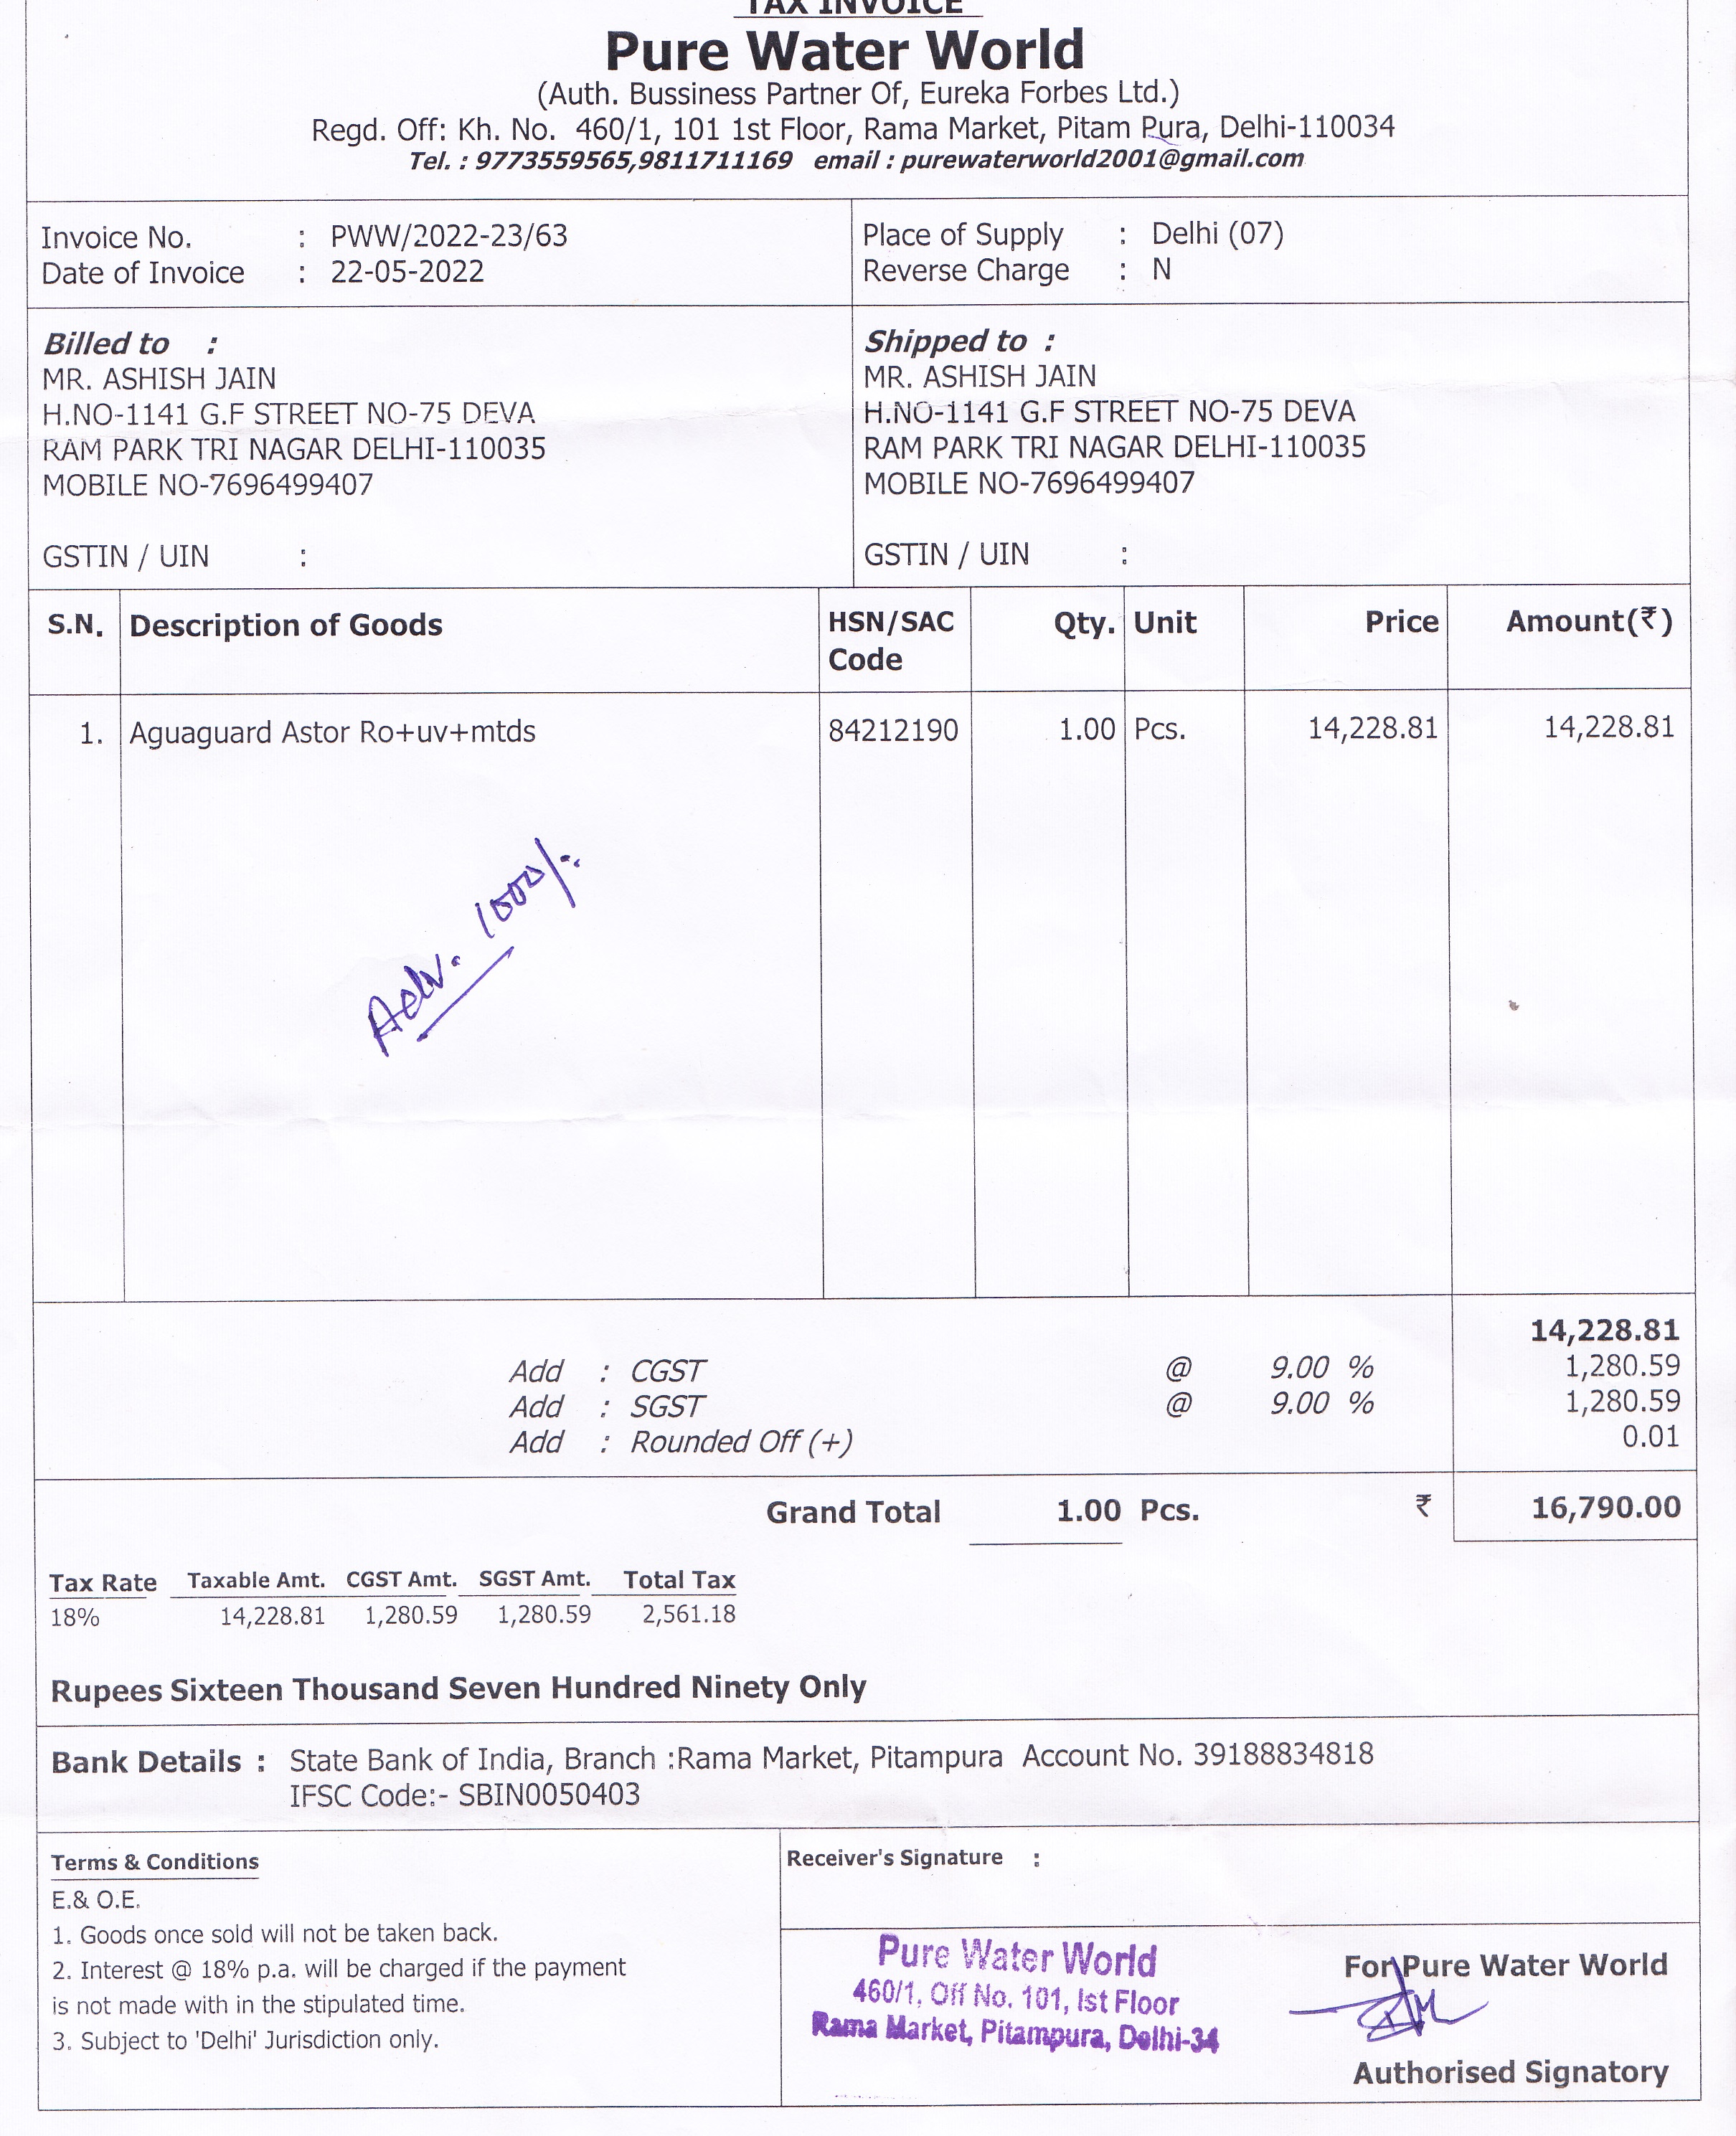 TAX INVOICE
Pure Water World
(Auth. Bussiness Partner Of, Eureka Forbes Ltd.)
Regd. Off: Kh. No. 460/1, 101 1st Floor, Rama Market, Pitam Pura, Delhi-110034
Tel. : 9773559565,9811711169 email : purewaterworld2001@gmail.com
Invoice No. : PWW/2022-23/63
Date of Invoice : 22-05-2022
Place of Supply : Delhi (07)
Reverse Charge : N
Billed to :
MR. ASHISH JAIN
H.NO-1141 G.F STREET NO-75 DEVA
RAM PARK TRI NAGAR DELHI-110035
MOBILE NO-7696499407
GSTIN / UIN :
Shipped to :
MR. ASHISH JAIN
H.NO-1141 G.F STREET NO-75 DEVA
RAM PARK TRI NAGAR DELHI-110035
MOBILE NO-7696499407
GSTIN / UIN :
S.N. Description of Goods HSN/SAC Code Qty. Unit Price Amount(₹)
1. Aguaguard Astor Ro+uv+mtds 84212190 1.00 Pcs. 14,228.81 14,228.81
Adv. 1000/-
14,228.81
Add : CGST @ 9.00 % 1,280.59
Add : SGST @ 9.00 % 1,280.59
Add : Rounded Off (+) 0.01
Grand Total 1.00 Pcs. ₹ 16,790.00
Tax Rate Taxable Amt. CGST Amt. SGST Amt. Total Tax
18% 14,228.81 1,280.59 1,280.59 2,561.18
Rupees Sixteen Thousand Seven Hundred Ninety Only
Bank Details : State Bank of India, Branch :Rama Market, Pitampura Account No. 39188834818
IFSC Code:- SBIN0050403
Terms & Conditions
E.& O.E.
1. Goods once sold will not be taken back.
2. Interest @ 18% p.a. will be charged if the payment
is not made with in the stipulated time.
3. Subject to 'Delhi' Jurisdiction only.
Receiver's Signature :
Pure Water World
460/1, Off No. 101, Ist Floor
Rama Market, Pitampura, Delhi-34
For Pure Water World
Authorised Signatory